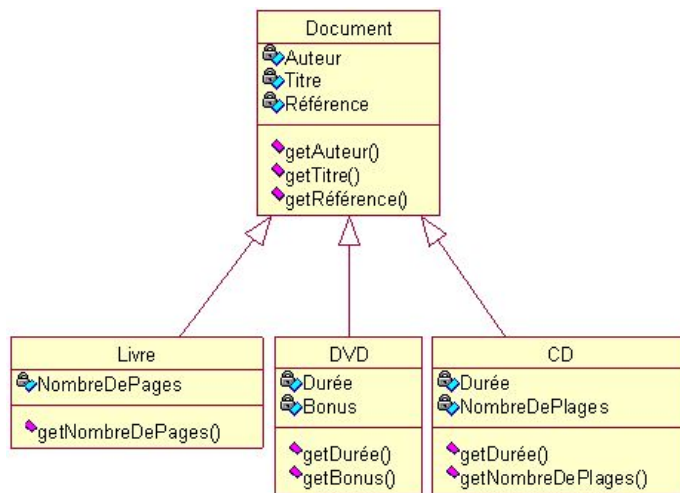 Document
Auteur
Titre
Référence
getAuteur()
getTitre()
getRéférence()
Livre
NombreDePages
getNombreDePages()
DVD
Durée
Bonus
getDurée()
getBonus()
CD
Durée
NombreDePlages
getDurée()
getNombreDePlages()